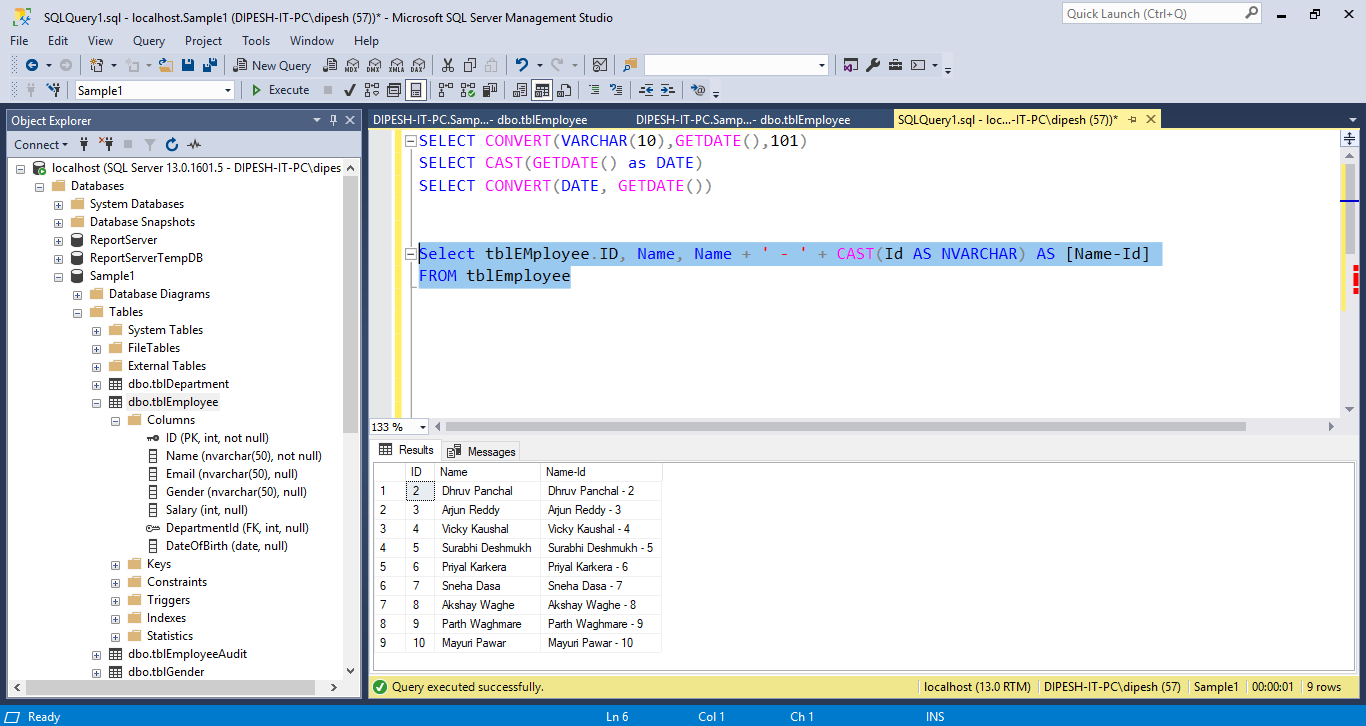 SQLQuery1.sql - localhost.Sample1 (DIPESH-IT-PC\dipesh (57))* - Microsoft SQL Server Management Studio
Quick Launch (Ctrl+Q)
File Edit View Query Project Tools Window Help
New Query MDX DMX XMLA DAX
Sample1 Execute
Object Explorer
Connect
localhost (SQL Server 13.0.1601.5 - DIPESH-IT-PC\dipes
Databases
System Databases
Database Snapshots
ReportServer
ReportServerTempDB
Sample1
Database Diagrams
Tables
System Tables
FileTables
External Tables
dbo.tblDepartment
dbo.tblEmployee
Columns
ID (PK, int, not null)
Name (nvarchar(50), not null)
Email (nvarchar(50), null)
Gender (nvarchar(50), null)
Salary (int, null)
DepartmentId (FK, int, null)
DateOfBirth (date, null)
Keys
Constraints
Triggers
Indexes
Statistics
dbo.tblEmployeeAudit
dbo.tblGender
DIPESH-IT-PC.Samp...- dbo.tblEmployee DIPESH-IT-PC.Samp...- dbo.tblEmployee SQLQuery1.sql - loc...-IT-PC\dipesh (57))*
SELECT CONVERT(VARCHAR(10),GETDATE(),101)
SELECT CAST(GETDATE() as DATE)
SELECT CONVERT(DATE, GETDATE())
Select tblEMployee.ID, Name, Name + ' - ' + CAST(Id AS NVARCHAR) AS [Name-Id]
FROM tblEmployee
133 %
Results Messages
ID Name Name-Id
1 2 Dhruv Panchal Dhruv Panchal - 2
2 3 Arjun Reddy Arjun Reddy - 3
3 4 Vicky Kaushal Vicky Kaushal - 4
4 5 Surabhi Deshmukh Surabhi Deshmukh - 5
5 6 Priyal Karkera Priyal Karkera - 6
6 7 Sneha Dasa Sneha Dasa - 7
7 8 Akshay Waghe Akshay Waghe - 8
8 9 Parth Waghmare Parth Waghmare - 9
9 10 Mayuri Pawar Mayuri Pawar - 10
Query executed successfully. localhost (13.0 RTM) DIPESH-IT-PC\dipesh (57) Sample1 00:00:01 9 rows
Ready Ln 6 Col 1 Ch 1 INS